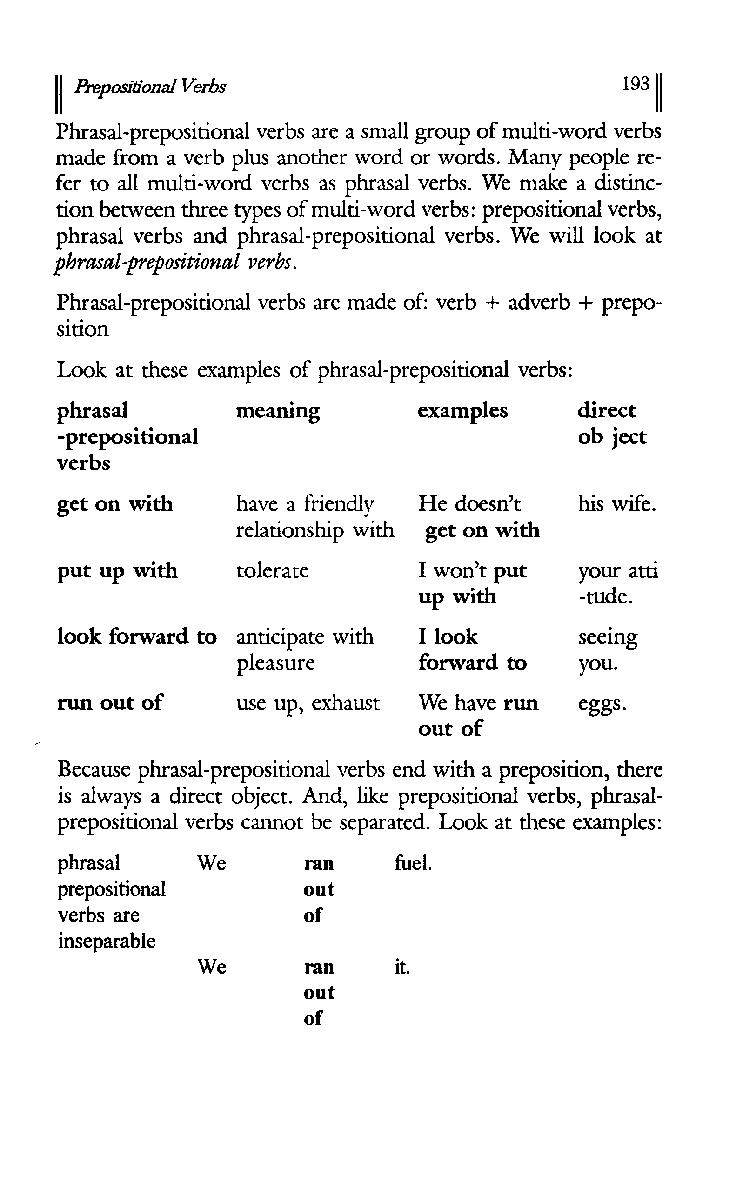 Prepositional Verbs 193
Phrasal-prepositional verbs are a small group of multi-word verbs
made from a verb plus another word or words. Many people re-
fer to all multi-word verbs as phrasal verbs. We make a distinc-
tion between three types of multi-word verbs: prepositional verbs,
phrasal verbs and phrasal-prepositional verbs. We will look at
phrasal-prepositional verbs.
Phrasal-prepositional verbs are made of: verb + adverb + prepo-
sition
Look at these examples of phrasal-prepositional verbs:
phrasal meaning examples direct
-prepositional ob ject
verbs
get on with have a friendly He doesn't his wife.
relationship with get on with
put up with tolerate I won't put your atti
up with -tude.
look forward to anticipate with I look seeing
pleasure forward to you.
run out of use up, exhaust We have run eggs.
out of
Because phrasal-prepositional verbs end with a preposition, there
is always a direct object. And, like prepositional verbs, phrasal-
prepositional verbs cannot be separated. Look at these examples:
phrasal We ran fuel.
prepositional out
verbs are of
inseparable
We ran it.
out
of